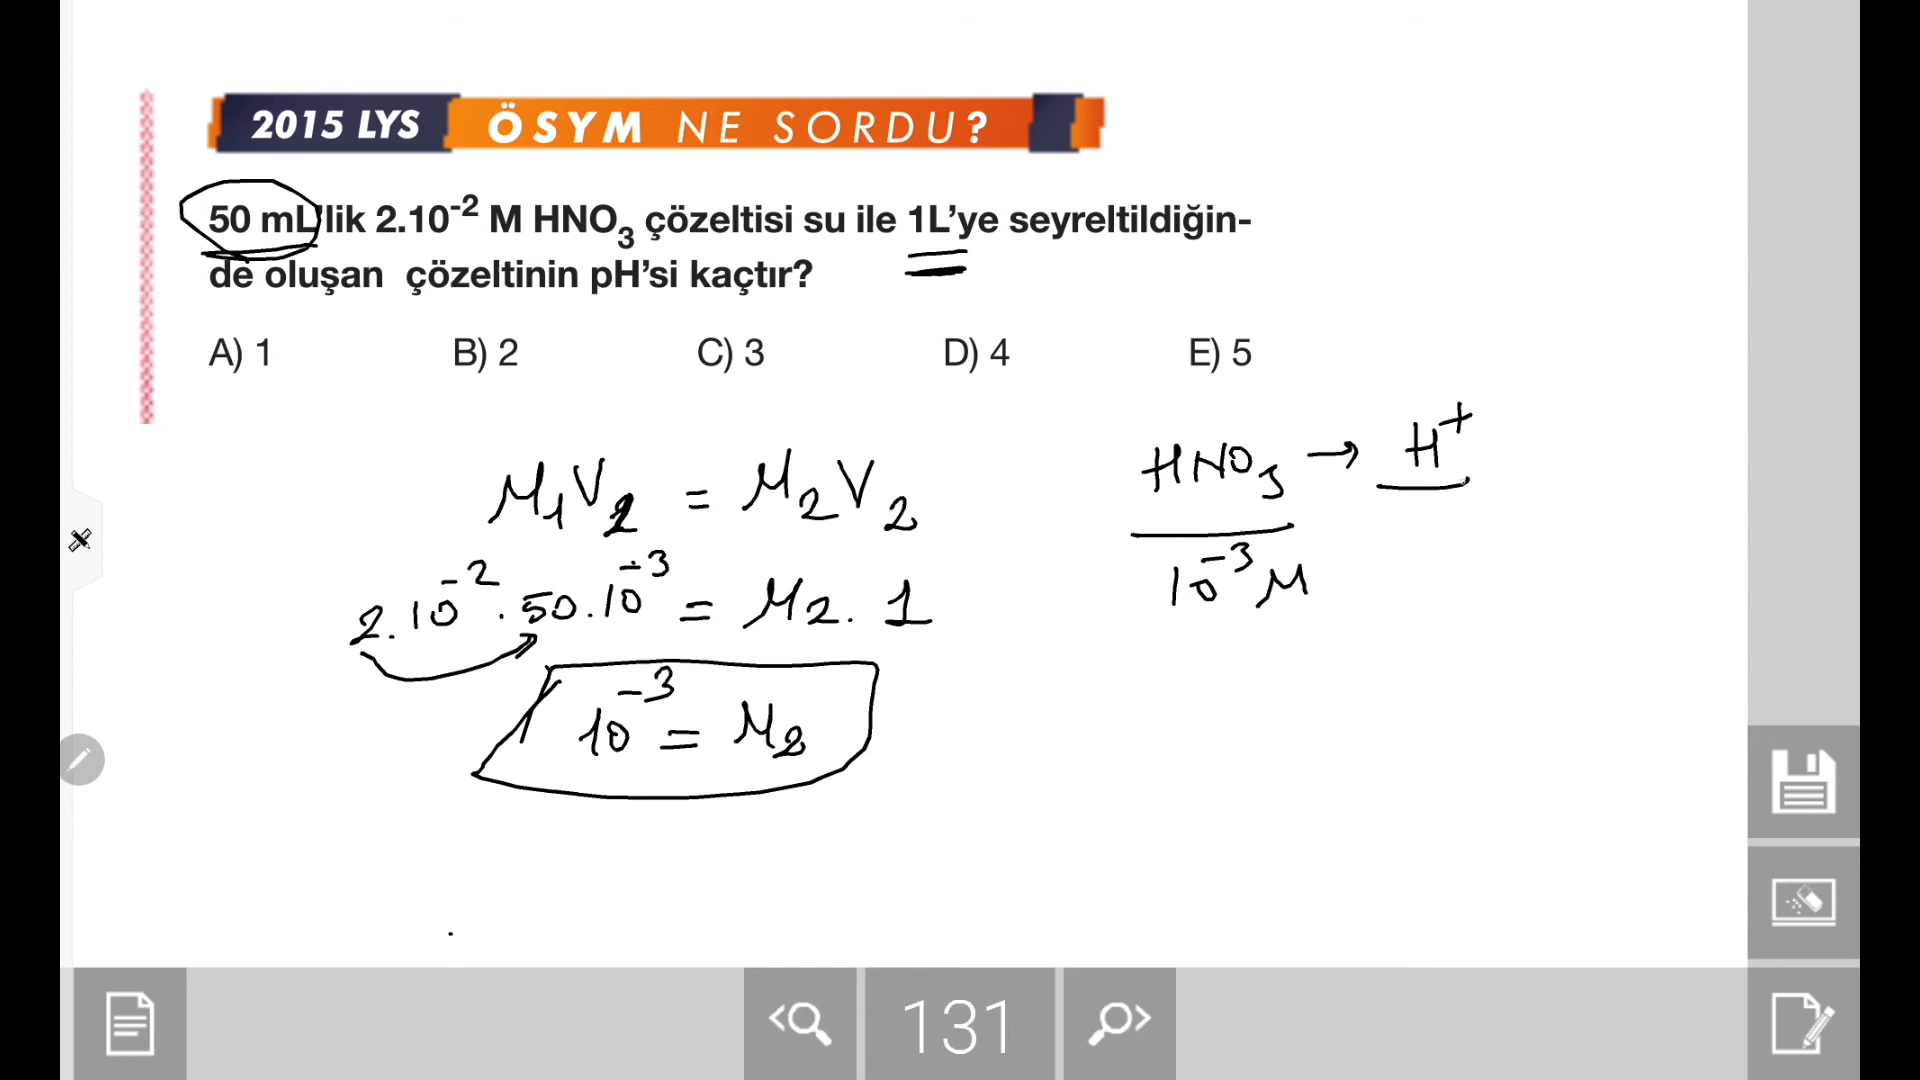 2015 LYS ÖSYM NE SORDU?
50 mL'lik 2.10⁻² M HNO₃ çözeltisi su ile 1L'ye seyreltildiğin-
de oluşan çözeltinin pH'si kaçtır?
A) 1 B) 2 C) 3 D) 4 E) 5
M₁V₂ = M₂V₂
2.10⁻².50.10⁻³ = M₂.1
10⁻³ = M₂
HNO₃ → H⁺
10⁻³M
131